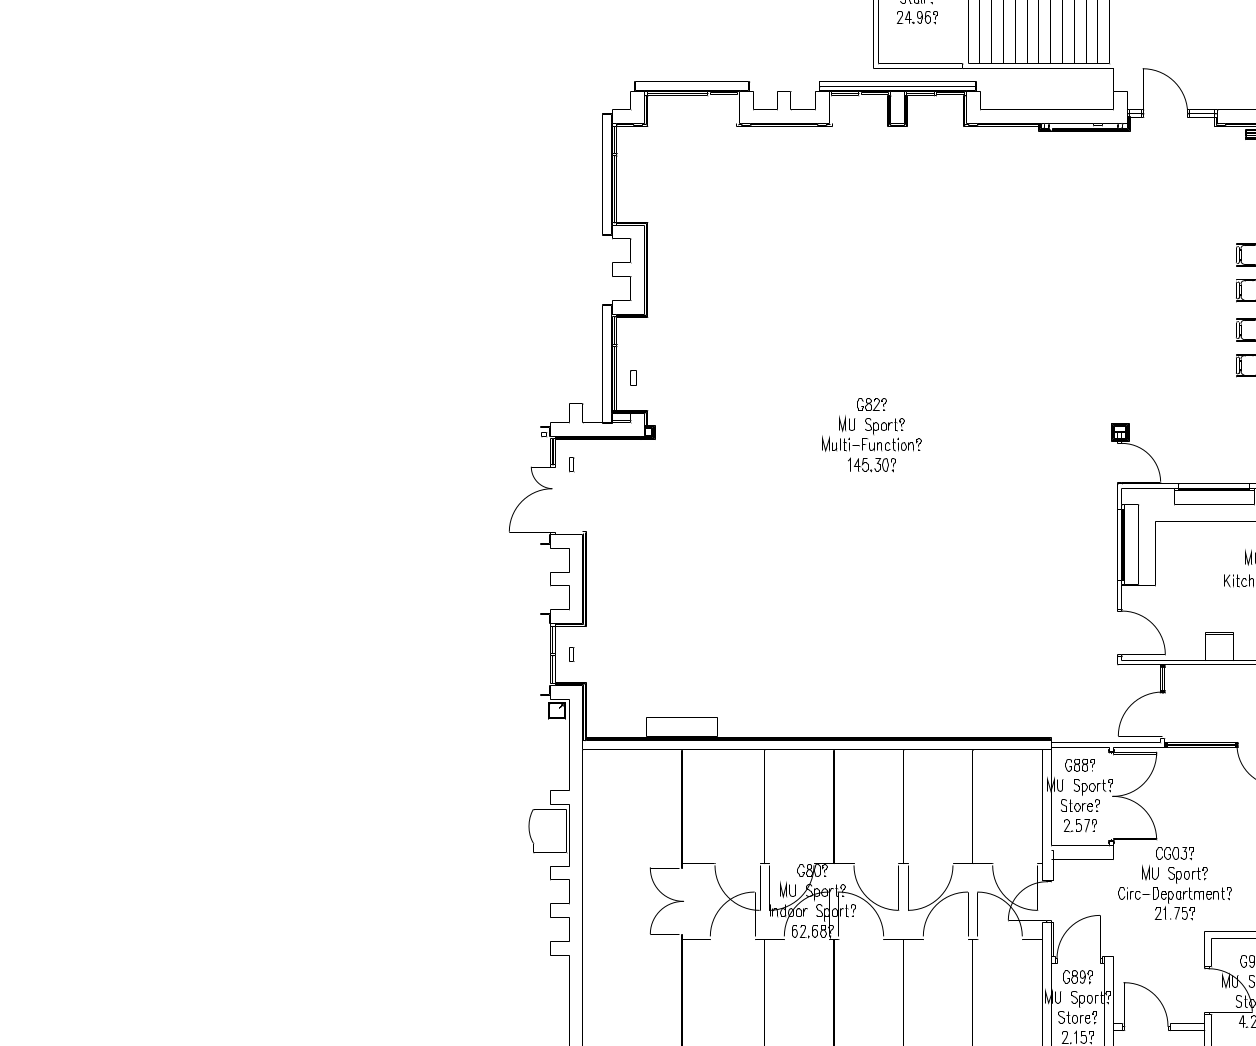 24.96?
G82?
MU Sport?
Multi-Function?
145.30?
Kitch
G88?
MU Sport?
Store?
2.57?
CG03?
MU Sport?
Circ-Department?
21.75?
G80?
MU Sport?
Indoor Sport?
62.68?
G89?
MU Sport?
Store?
2.15?
G9
MU S
Sto
4.2